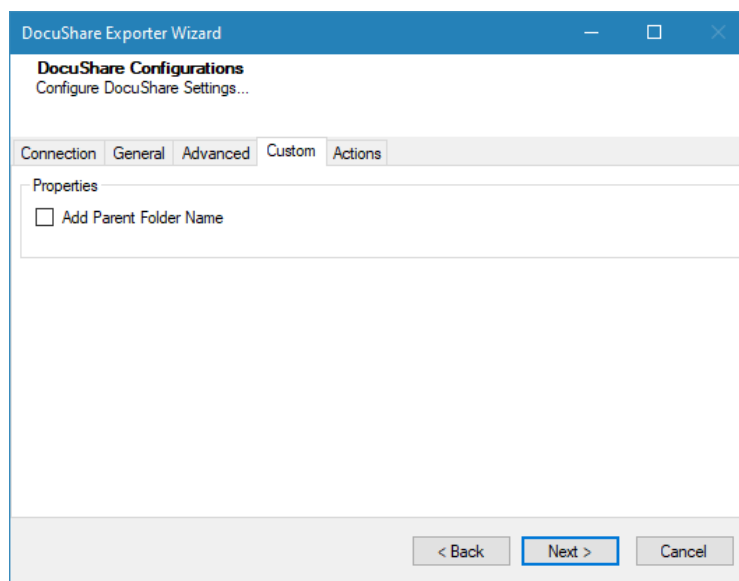 DocuShare Exporter Wizard
DocuShare Configurations
Configure DocuShare Settings...
Connection General Advanced Custom Actions
Properties
Add Parent Folder Name
< Back Next > Cancel